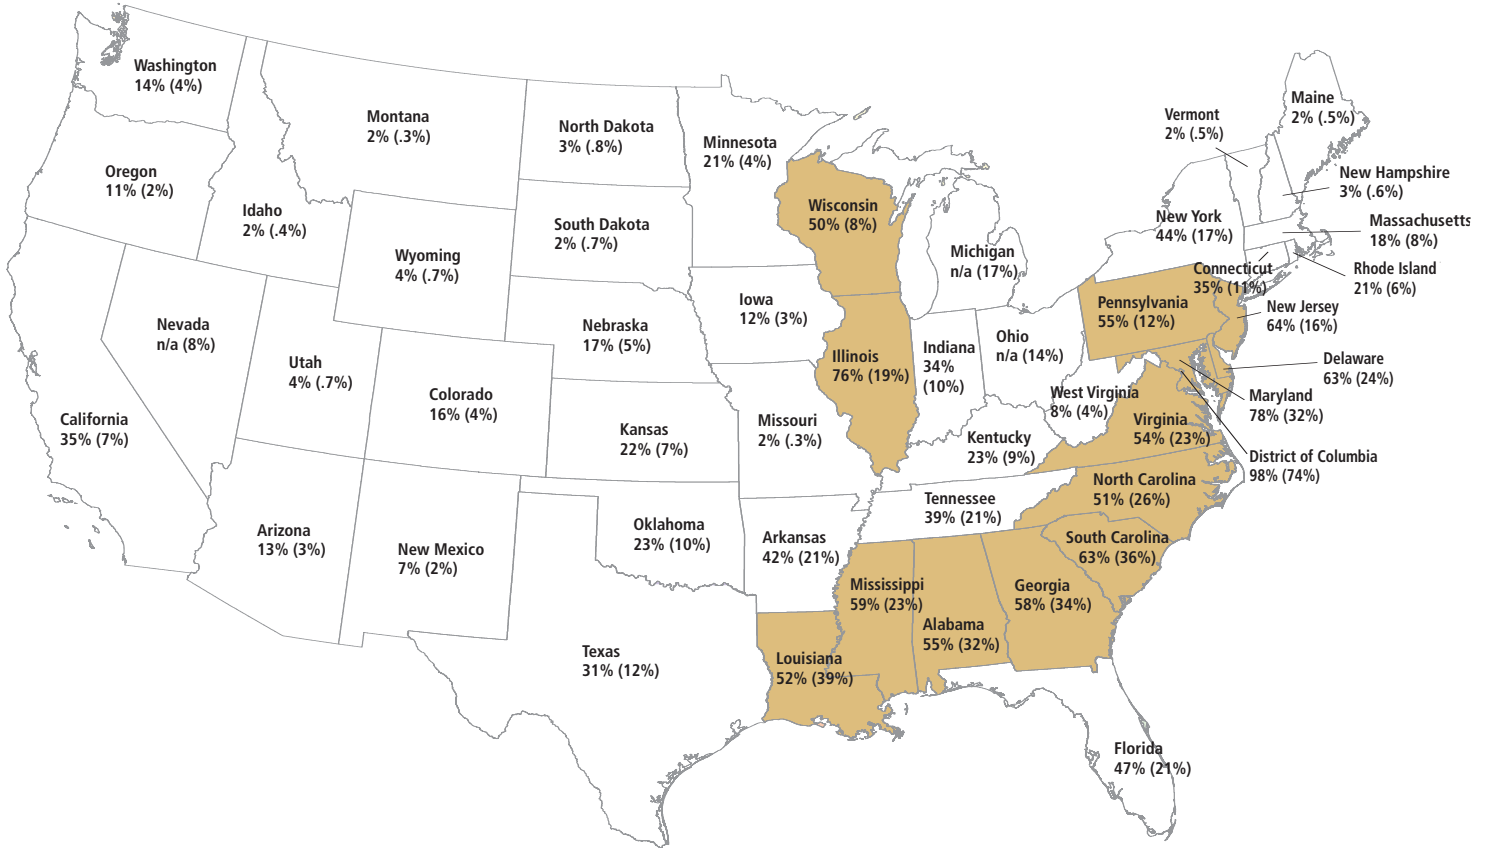 Washington
14% (4%)
Montana
2% (.3%)
North Dakota
3% (.8%)
Minnesota
21% (4%)
Vermont
2% (.5%)
Maine
2% (.5%)
Oregon
11% (2%)
Idaho
2% (.4%)
South Dakota
2% (.7%)
Wisconsin
50% (8%)
New Hampshire
3% (.6%)
New York
44% (17%)
Massachusetts
18% (8%)
Wyoming
4% (.7%)
Michigan
n/a (17%)
Connecticut
35% (11%)
Rhode Island
21% (6%)
Iowa
12% (3%)
Pennsylvania
55% (12%)
New Jersey
64% (16%)
Nevada
n/a (8%)
Nebraska
17% (5%)
Utah
4% (.7%)
Illinois
76% (19%)
Indiana
34%
(10%)
Ohio
n/a (14%)
Delaware
63% (24%)
California
35% (7%)
Colorado
16% (4%)
Kansas
22% (7%)
Missouri
2% (.3%)
West Virginia
8% (4%)
Maryland
78% (32%)
Kentucky
23% (9%)
Virginia
54% (23%)
District of Columbia
98% (74%)
Arizona
13% (3%)
New Mexico
7% (2%)
Oklahoma
23% (10%)
Arkansas
42% (21%)
Tennessee
39% (21%)
North Carolina
51% (26%)
South Carolina
63% (36%)
Mississippi
59% (23%)
Alabama
55% (32%)
Georgia
58% (34%)
Texas
31% (12%)
Louisiana
52% (39%)
Florida
47% (21%)